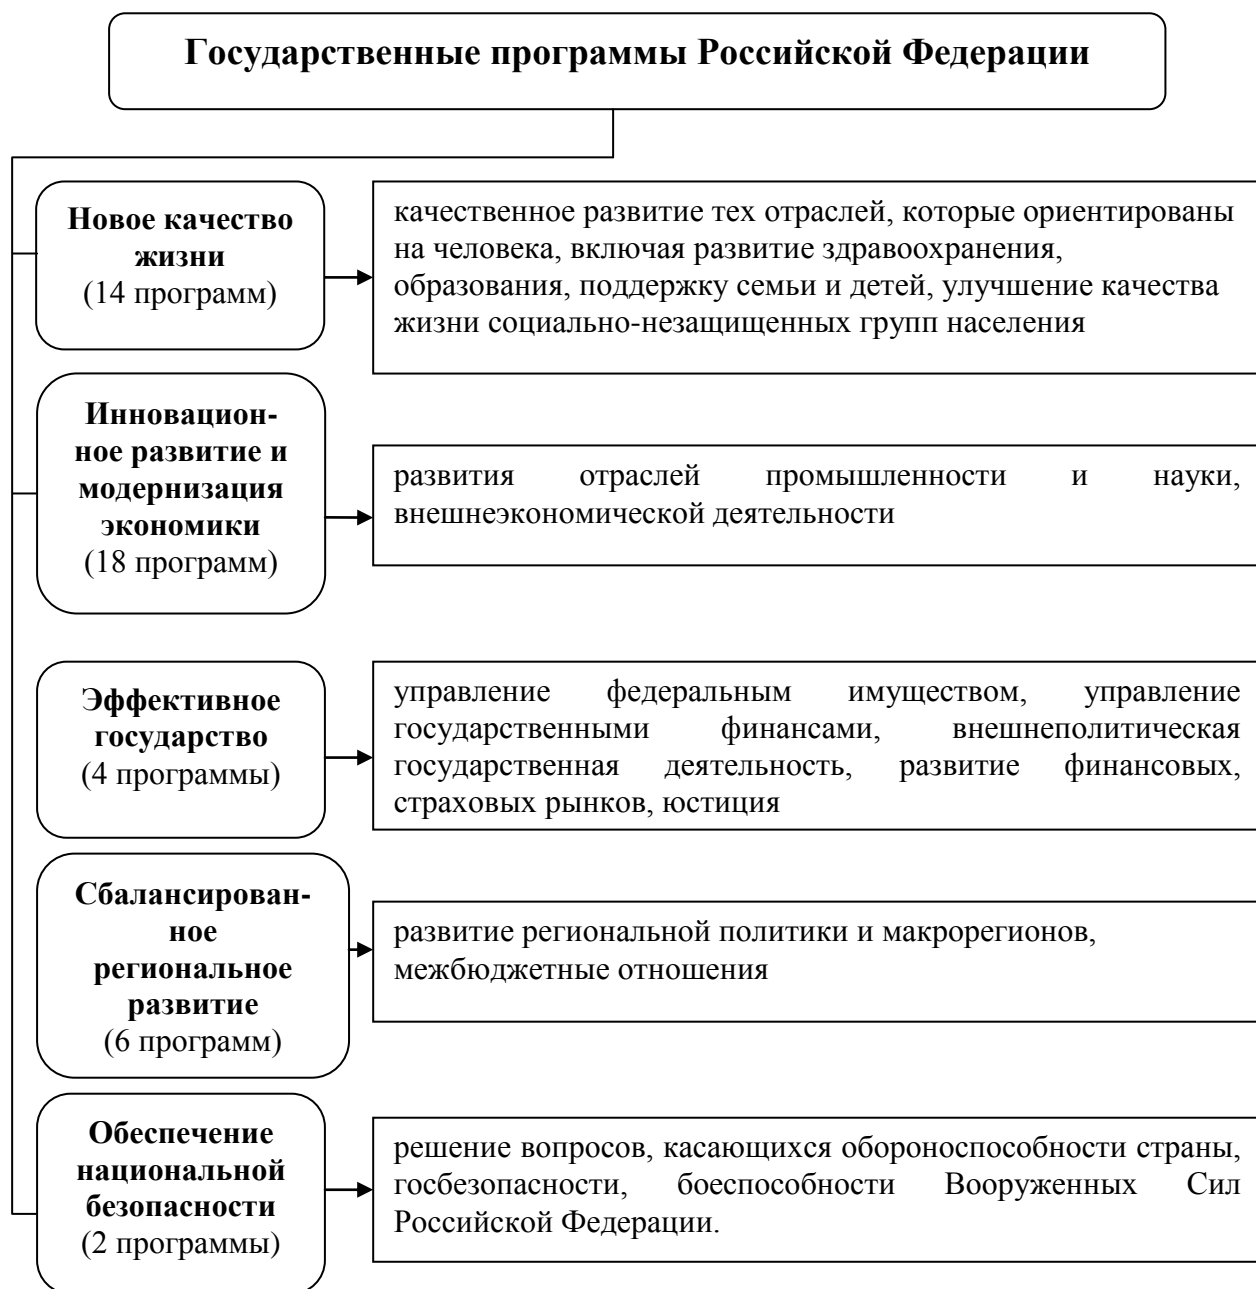 Государственные программы Российской Федерации
Новое качество
жизни
(14 программ)
качественное развитие тех отраслей, которые ориентированы
на человека, включая развитие здравоохранения,
образования, поддержку семьи и детей, улучшение качества
жизни социально-незащищенных групп населения
Инновацион-
ное развитие и
модернизация
экономики
(18 программ)
развития отраслей промышленности и науки,
внешнеэкономической деятельности
Эффективное
государство
(4 программы)
управление федеральным имуществом, управление
государственными финансами, внешнеполитическая
государственная деятельность, развитие финансовых,
страховых рынков, юстиция
Сбалансирован-
ное
региональное
развитие
(6 программ)
развитие региональной политики и макрорегионов,
межбюджетные отношения
Обеспечение
национальной
безопасности
(2 программы)
решение вопросов, касающихся обороноспособности страны,
госбезопасности, боеспособности Вооруженных Сил
Российской Федерации.